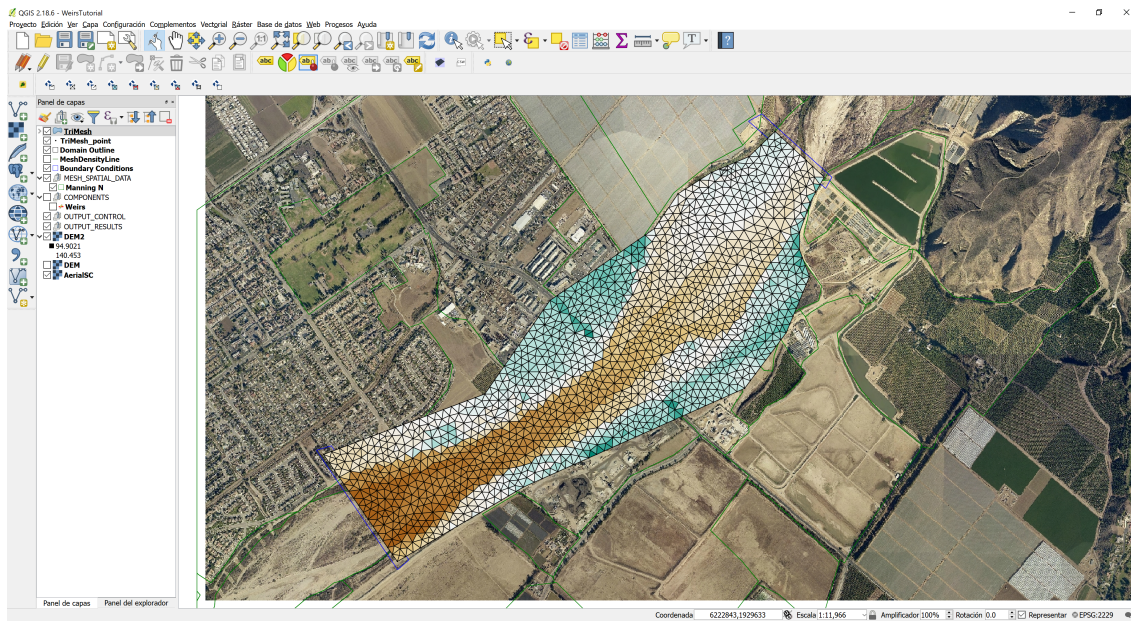 QGIS 2.18.6 - WeirsTutorial
Proyecto Edición Ver Capa Configuración Complementos Vectorial Ráster Base de datos Web Procesos Ayuda
Panel de capas
TriMesh
TriMesh_point
Domain Outline
MeshDensityLine
Boundary Conditions
MESH_SPATIAL_DATA
Manning N
COMPONENTS
Weirs
OUTPUT_CONTROL
OUTPUT_RESULTS
DEM2
94.9021
140.453
DEM
AerialSC
Panel de capas Panel del explorador
Coordenada 6222843,1929633 Escala 1:11,966 Amplificador 100% Rotación 0.0 Representar EPSG:2229